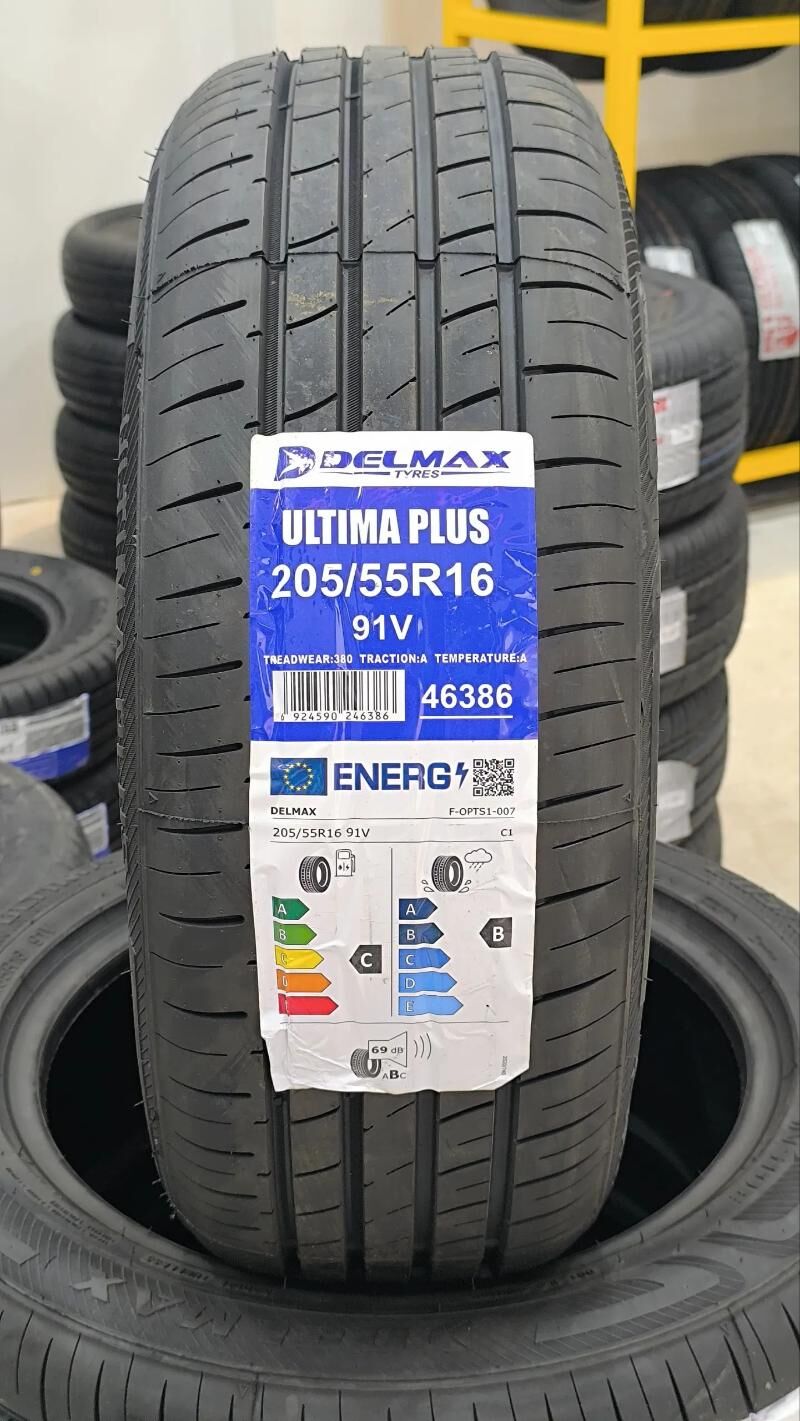 DELMAX
TYRES
ULTIMA PLUS
205/55R16
91V
TREADWEAR:380 TRACTION:A TEMPERATURE:A
6 924590 246386
46386
ENERG
DELMAX F-OPTS1-007
205/55R16 91V C1
A
B
C
D
C
A
B
C
D
E
B
69 dB
ABC